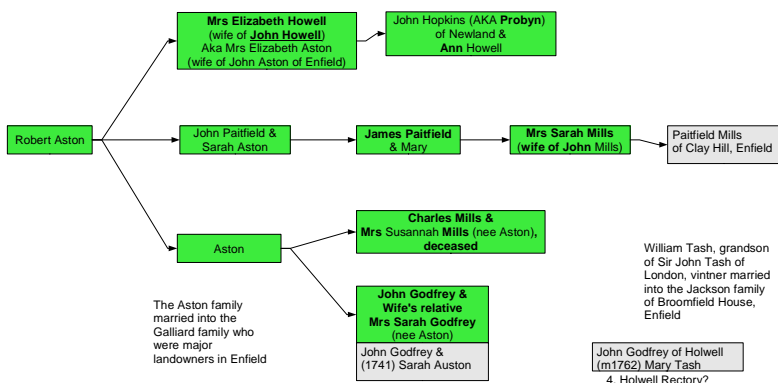 Mrs Elizabeth Howell
(wife of John Howell)
Aka Mrs Elizabeth Aston
(wife of John Aston of Enfield)
John Hopkins (AKA Probyn)
of Newland &
Ann Howell
Robert Aston
John Paitfield &
Sarah Aston
James Paitfield
& Mary
Mrs Sarah Mills
(wife of John Mills)
Paitfield Mills
of Clay Hill, Enfield
Aston
Charles Mills &
Mrs Susannah Mills (nee Aston),
deceased
John Godfrey &
Wife's relative
Mrs Sarah Godfrey
(nee Aston)
John Godfrey &
(1741) Sarah Auston
The Aston family
married into the
Galliard family who
were major
landowners in Enfield
William Tash, grandson
of Sir John Tash of
London, vintner married
into the Jackson family
of Broomfield House,
Enfield
John Godfrey of Holwell
(m1762) Mary Tash
4. Holwell Rectory?